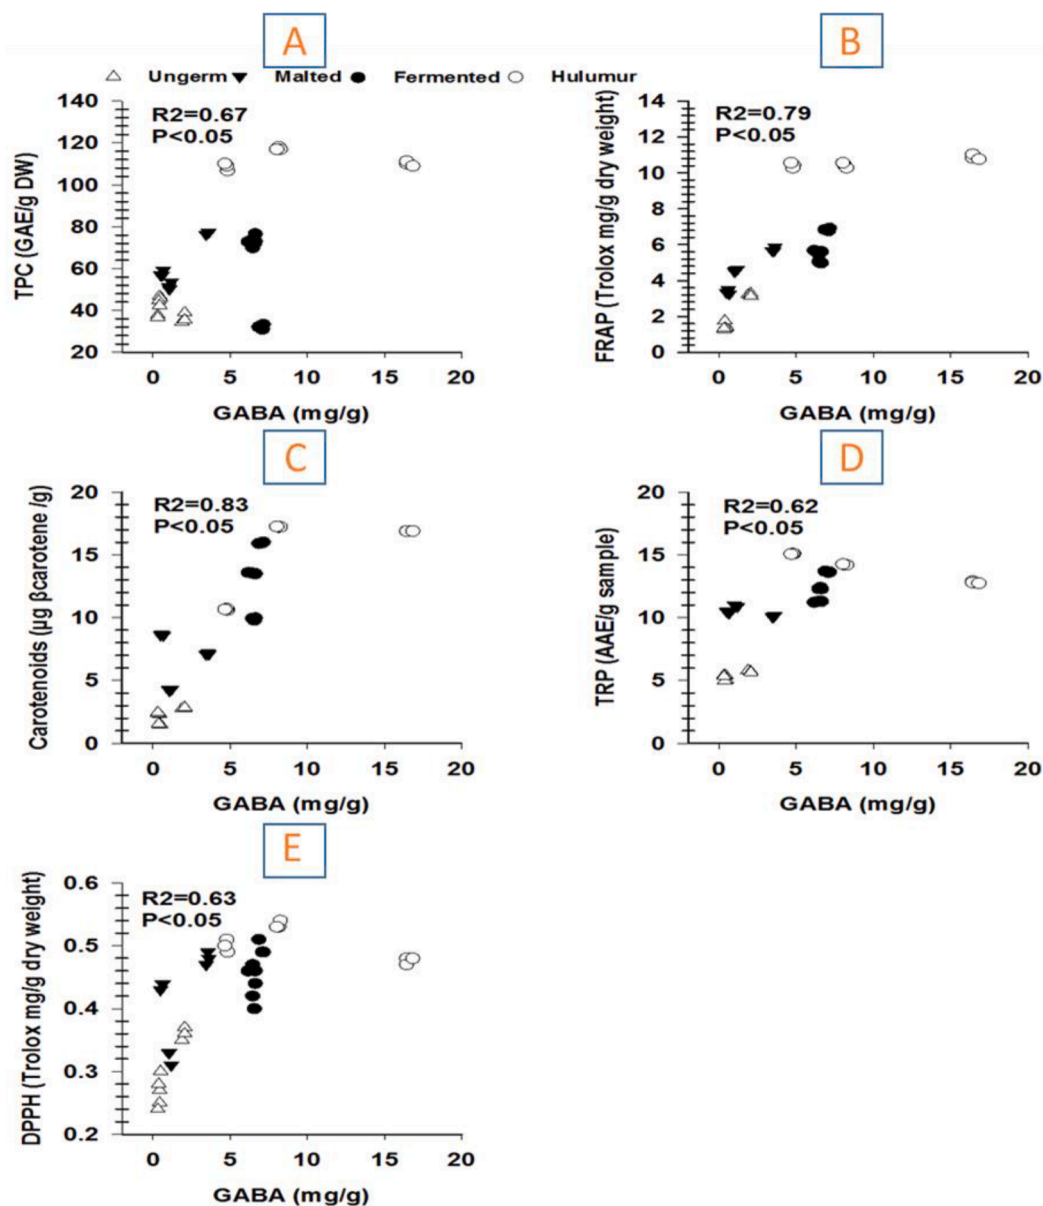 A
B
Ungerm Malted Fermented Hulumur
140
120
100
80
60
40
20
R2=0.67
P<0.05
TPC (GAE/g DW)
0 5 10 15 20
GABA (mg/g)
14
12
10
8
6
4
2
0
R2=0.79
P<0.05
FRAP (Trolox mg/g dry weight)
0 5 10 15 20
GABA (mg/g)
C
D
20
15
10
5
0
R2=0.83
P<0.05
Carotenoids (µg βcarotene /g)
0 5 10 15 20
GABA (mg/g)
20
15
10
5
0
R2=0.62
P<0.05
TRP (AAE/g sample)
0 5 10 15 20
GABA (mg/g)
E
0.6
0.5
0.4
0.3
0.2
R2=0.63
P<0.05
DPPH (Trolox mg/g dry weight)
0 5 10 15 20
GABA (mg/g)